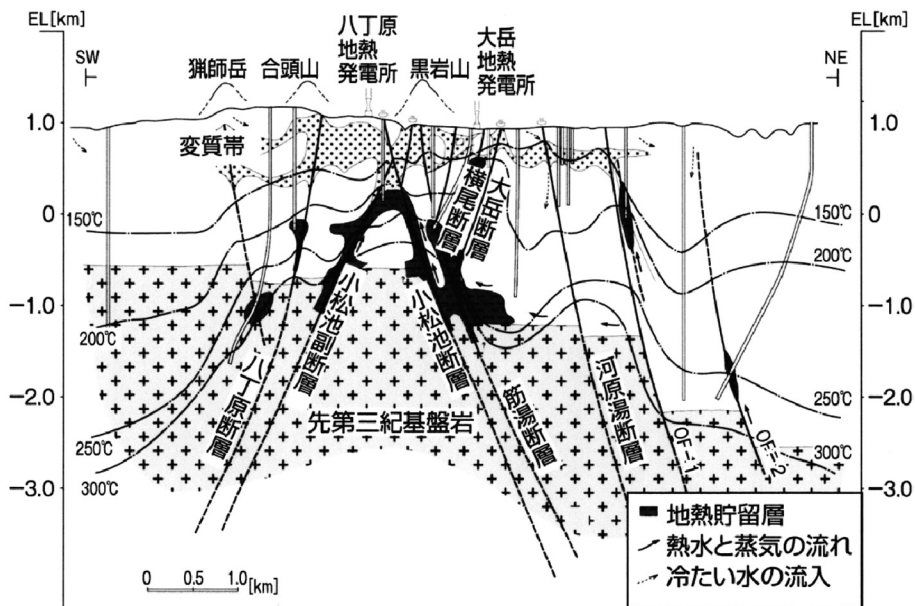 EL[km]
EL[km]
SW
NE
猟師岳
合頭山
八丁原
地熱
発電所
黒岩山
大岳
地熱
発電所
1.0
0
−1.0
−2.0
−3.0
1.0
0
−1.0
−2.0
−3.0
変質帯
150℃
200℃
250℃
300℃
150℃
200℃
250℃
300℃
八丁原断層
小松池副断層
小松池断層
横尾断層
大岳断層
筋湯断層
河原湯断層
OF-1
OF-2
先第三紀基盤岩
0 0.5 1.0 [km]
地熱貯留層
熱水と蒸気の流れ
冷たい水の流入